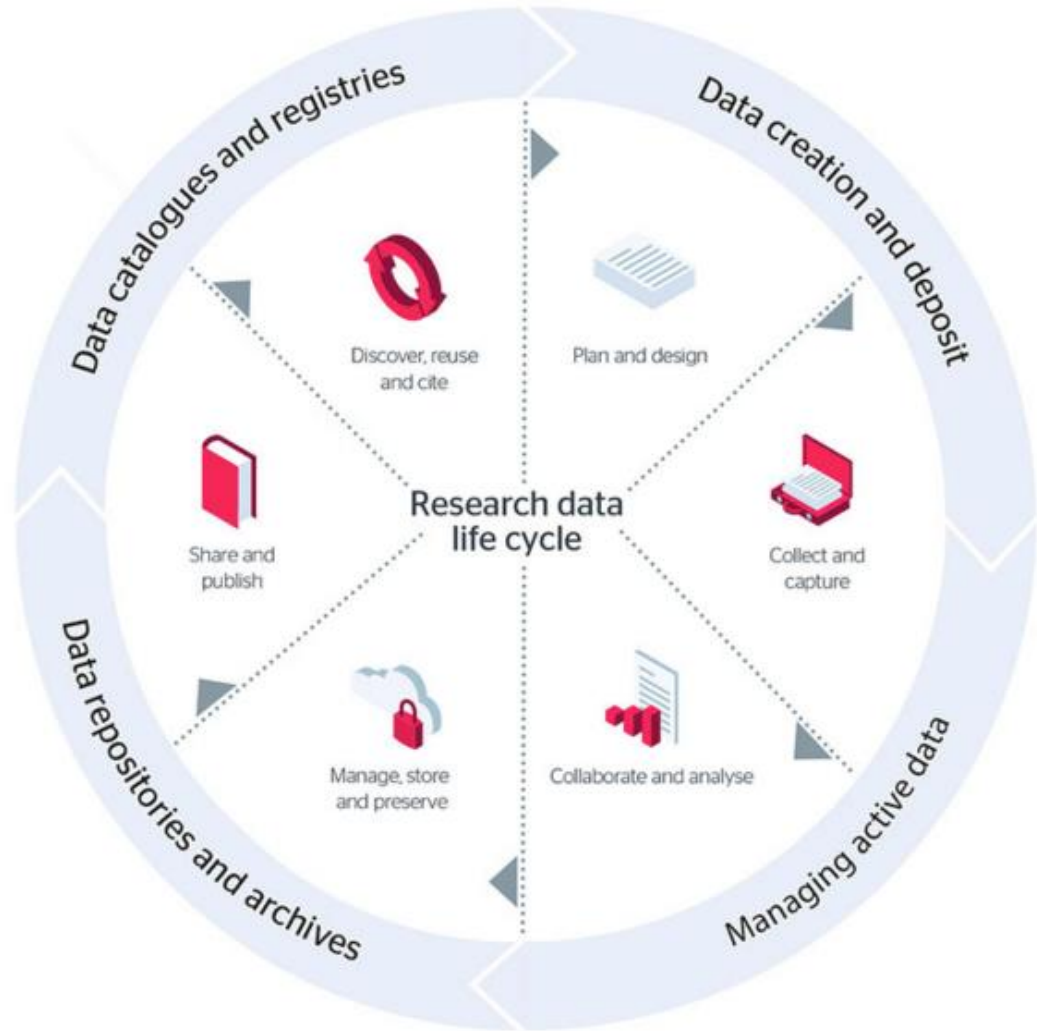 Data catalogues and registries
Data creation and deposit
Discover, reuse
and cite
Plan and design
Research data
life cycle
Share and
publish
Collect and
capture
Manage, store
and preserve
Collaborate and analyse
Data repositories and archives
Managing active data